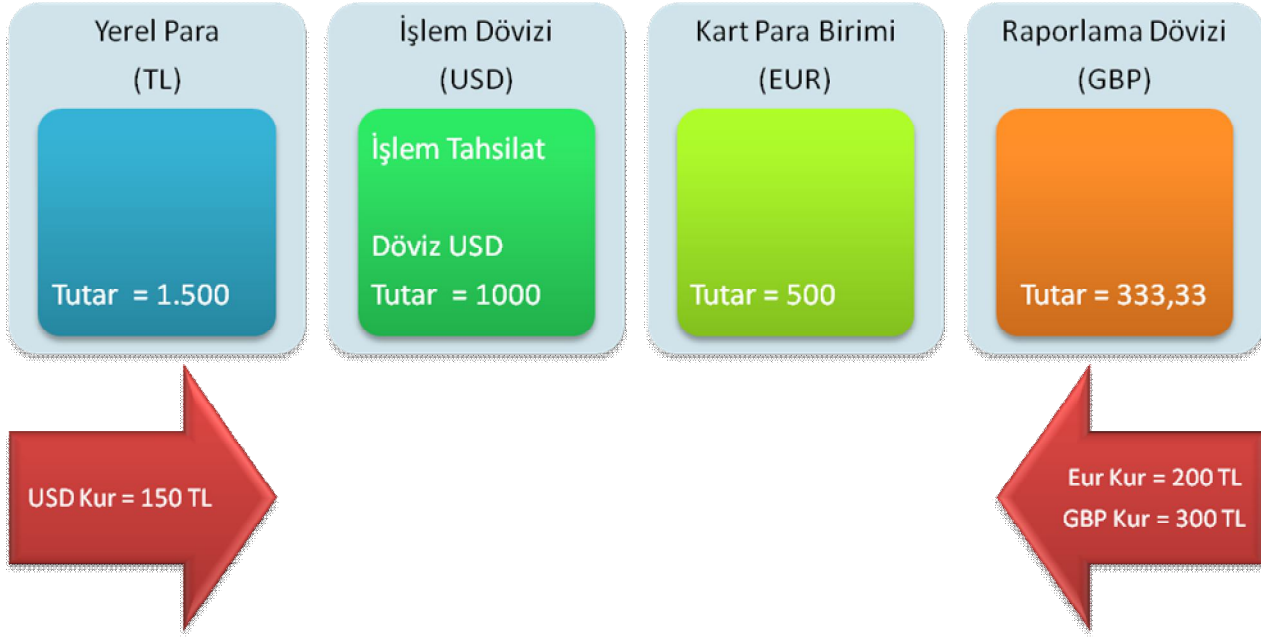 Yerel Para
(TL)
Tutar = 1.500
İşlem Dövizi
(USD)
İşlem Tahsilat
Döviz USD
Tutar = 1000
Kart Para Birimi
(EUR)
Tutar = 500
Raporlama Dövizi
(GBP)
Tutar = 333,33
USD Kur = 150 TL
Eur Kur = 200 TL
GBP Kur = 300 TL